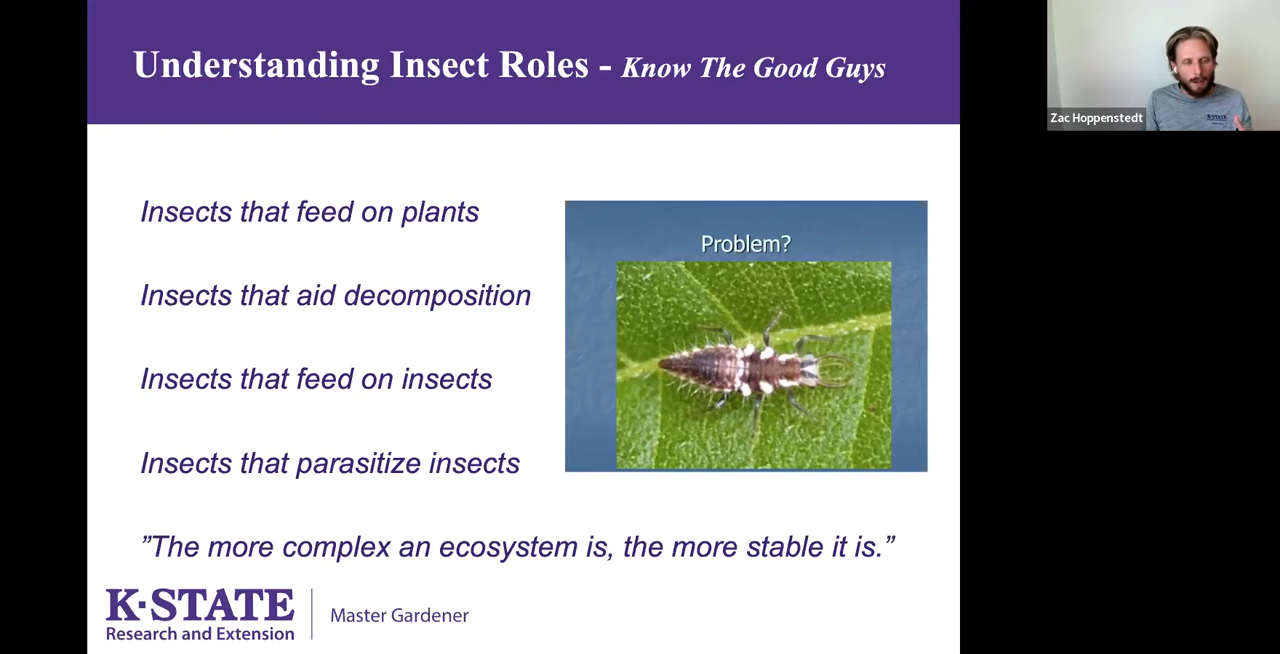 Understanding Insect Roles - Know The Good Guys
Zac Hoppenstedt
Insects that feed on plants
Problem?
Insects that aid decomposition
Insects that feed on insects
Insects that parasitize insects
”The more complex an ecosystem is, the more stable it is.”
K·STATE
Research and Extension
Master Gardener
K·STATE